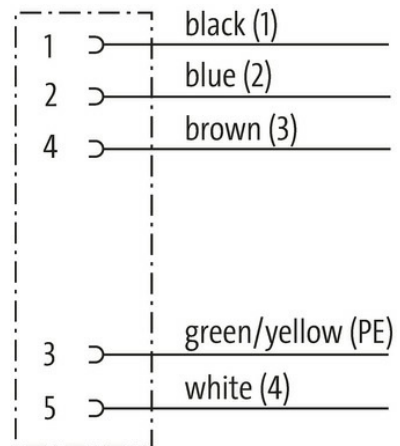 1 black (1)
2 blue (2)
4 brown (3)
3 green/yellow (PE)
5 white (4)